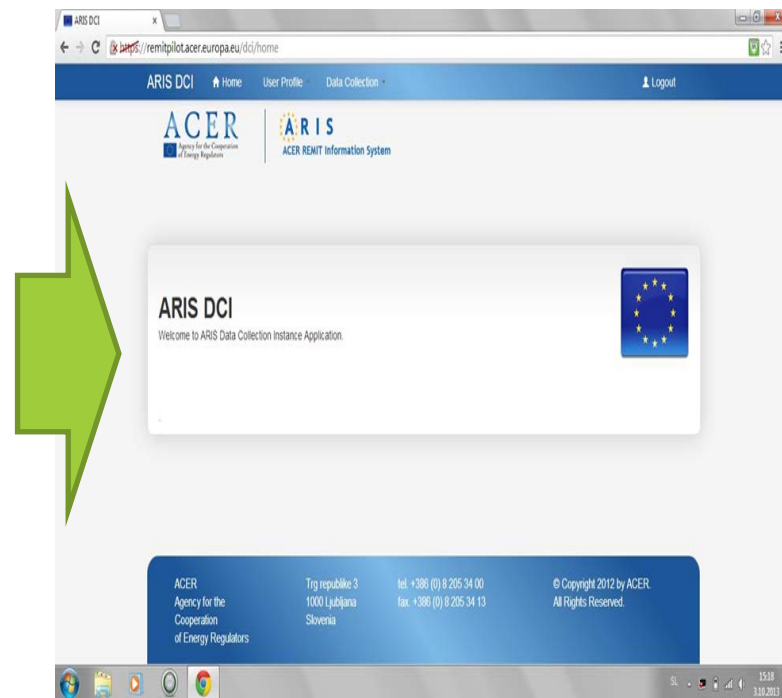 ARIS DCI
https://remitpilot.acer.europa.eu/dci/home
ARIS DCI Home User Profile Data Collection Logout
ACER
Agency for the Cooperation
of Energy Regulators
ARIS
ACER REMIT Information System
ARIS DCI
Welcome to ARIS Data Collection Instance Application.
ACER
Agency for the
Cooperation
of Energy Regulators
Trg republike 3
1000 Ljubljana
Slovenia
tel. +386 (0) 8 205 34 00
fax. +386 (0) 8 205 34 13
© Copyright 2012 by ACER.
All Rights Reserved.
SL
15:18
3.10.2013